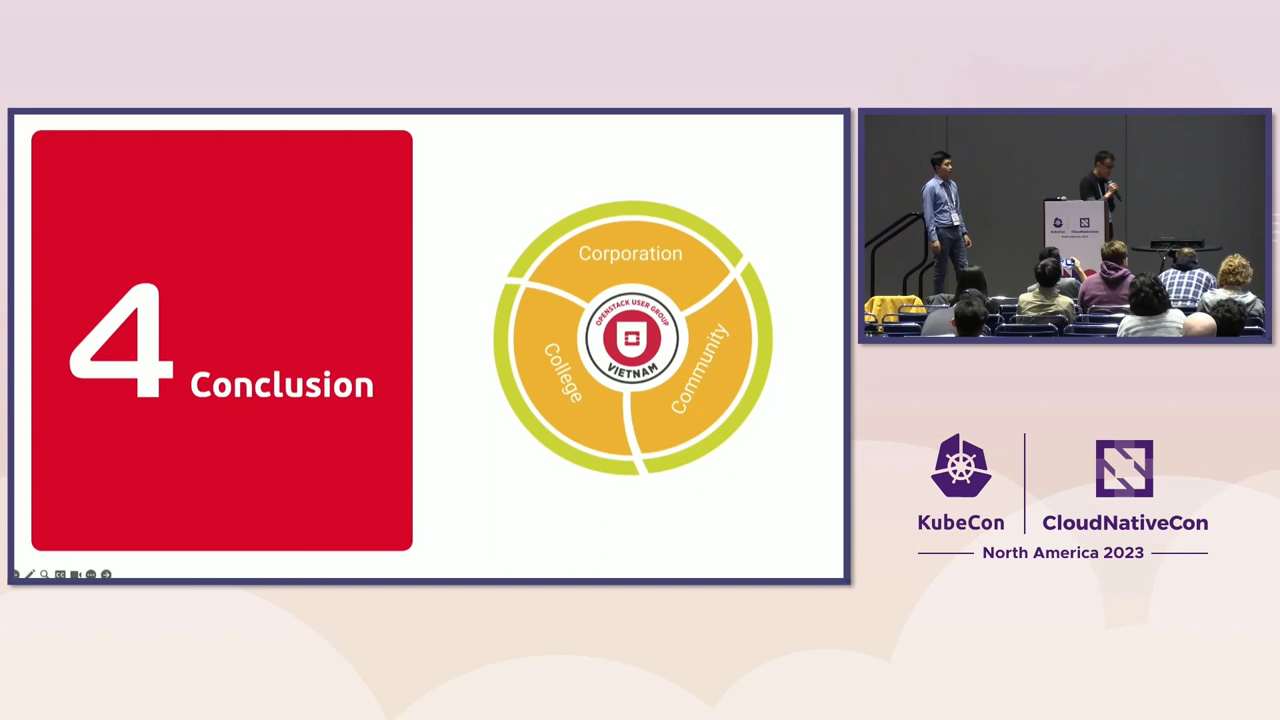 4 Conclusion
Corporation
College
Community
OPENSTACK USER GROUP
VIETNAM
KubeCon
CloudNativeCon
North America 2023